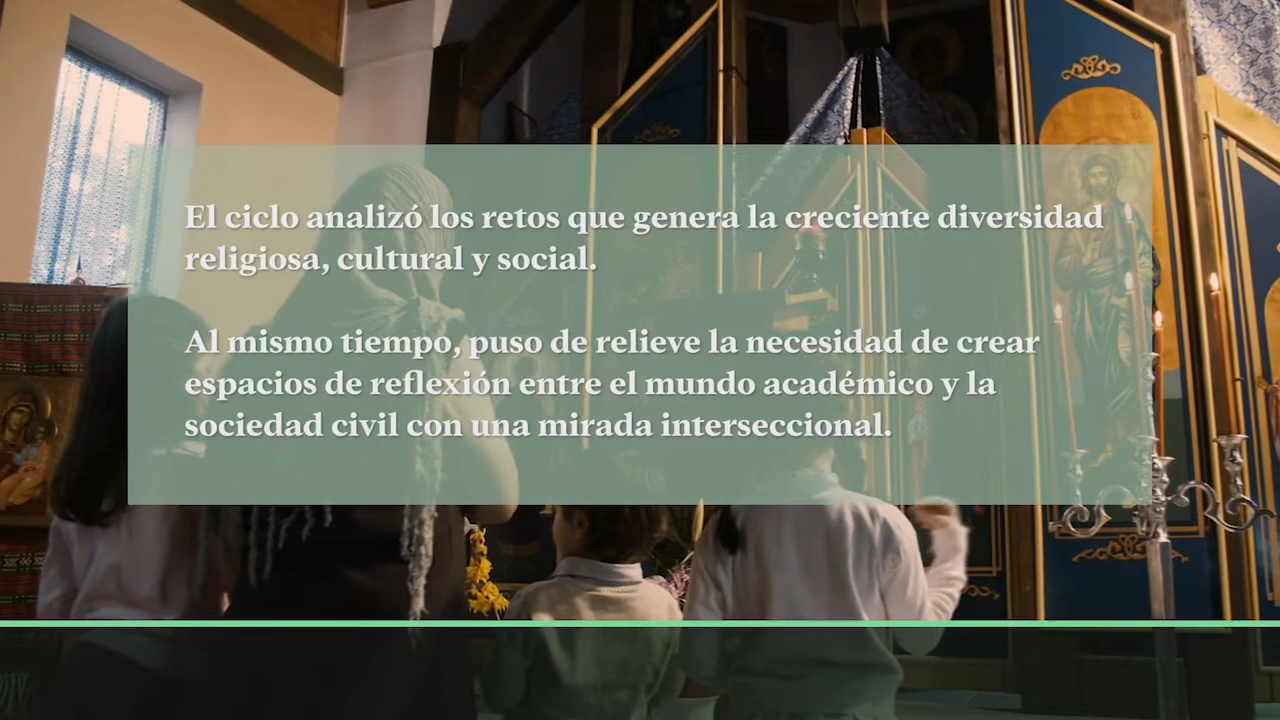 El ciclo analizó los retos que genera la creciente diversidad
religiosa, cultural y social.
Al mismo tiempo, puso de relieve la necesidad de crear
espacios de reflexión entre el mundo académico y la
sociedad civil con una mirada interseccional.